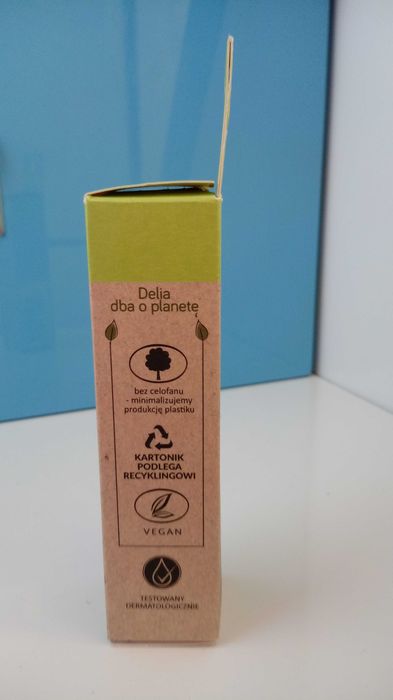 Delia
dba o planetę
bez celofanu
- minimalizujemy
produkcję plastiku
KARTONIK
PODLEGA
RECYKLINGOWI
VEGAN
TESTOWANY
DERMATOLOGICZNIE